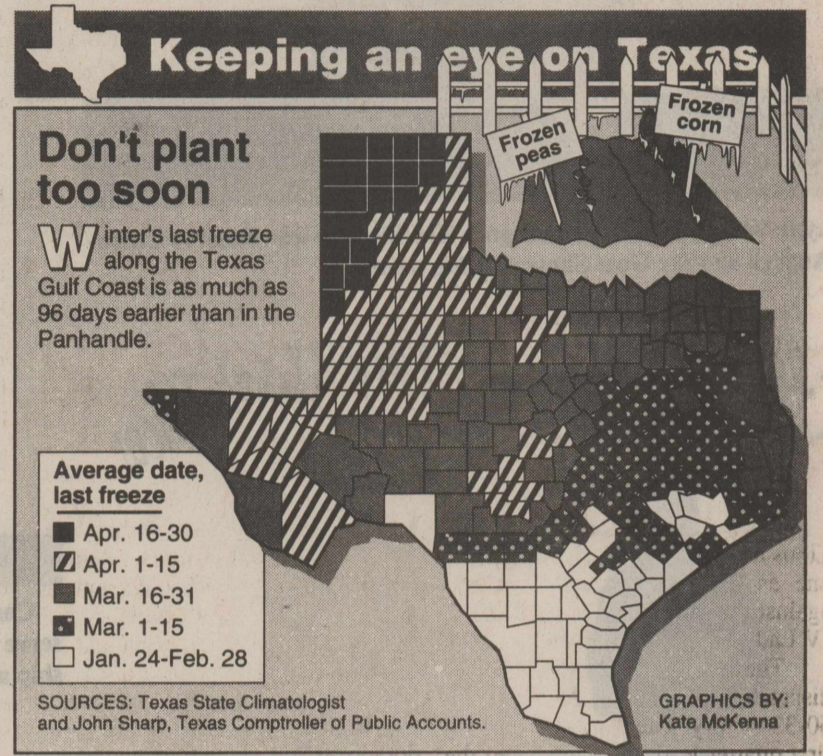 Keeping an eye on Texas
Frozen
peas
Frozen
corn
Don't plant
too soon
Winter's last freeze
along the Texas
Gulf Coast is as much as
96 days earlier than in the
Panhandle.
Average date,
last freeze
Apr. 16-30
Apr. 1-15
Mar. 16-31
Mar. 1-15
Jan. 24-Feb. 28
SOURCES: Texas State Climatologist
and John Sharp, Texas Comptroller of Public Accounts.
GRAPHICS BY:
Kate McKenna